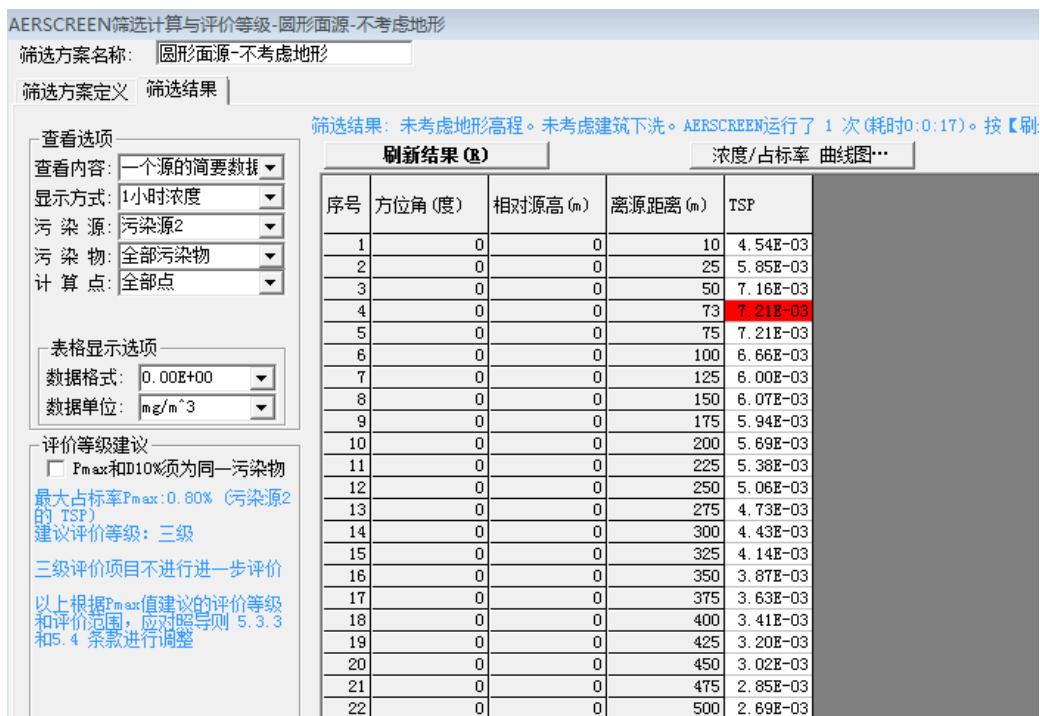 AERSCREEN筛选计算与评价等级-圆形面源-不考虑地形
筛选方案名称: 圆形面源-不考虑地形
筛选方案定义 筛选结果
筛选结果: 未考虑地形高程。未考虑建筑下洗。AERSCREEN运行了 1 次(耗时0:0:17)。按【刷
查看选项
查看内容: 一个源的简要数据
显示方式: 1小时浓度
污 染 源: 污染源2
污 染 物: 全部污染物
计 算 点: 全部点
表格显示选项
数据格式: 0.00E+00
数据单位: mg/m^3
评价等级建议
Pmax和D10%须为同一污染物
最大占标率Pmax:0.80% (污染源2
的 TSP)
建议评价等级: 三级
三级评价项目不进行进一步评价
以上根据Pmax值建议的评价等级
和评价范围, 应对照导则 5.3.3
和5.4 条款进行调整
刷新结果(R) 浓度/占标率 曲线图…
序号 方位角(度) 相对源高(m) 离源距离(m) TSP
1 0 0 10 4.54E-03
2 0 0 25 5.85E-03
3 0 0 50 7.16E-03
4 0 0 73 7.21E-03
5 0 0 75 7.21E-03
6 0 0 100 6.66E-03
7 0 0 125 6.00E-03
8 0 0 150 6.07E-03
9 0 0 175 5.94E-03
10 0 0 200 5.69E-03
11 0 0 225 5.38E-03
12 0 0 250 5.06E-03
13 0 0 275 4.73E-03
14 0 0 300 4.43E-03
15 0 0 325 4.14E-03
16 0 0 350 3.87E-03
17 0 0 375 3.63E-03
18 0 0 400 3.41E-03
19 0 0 425 3.20E-03
20 0 0 450 3.02E-03
21 0 0 475 2.85E-03
22 0 0 500 2.69E-03